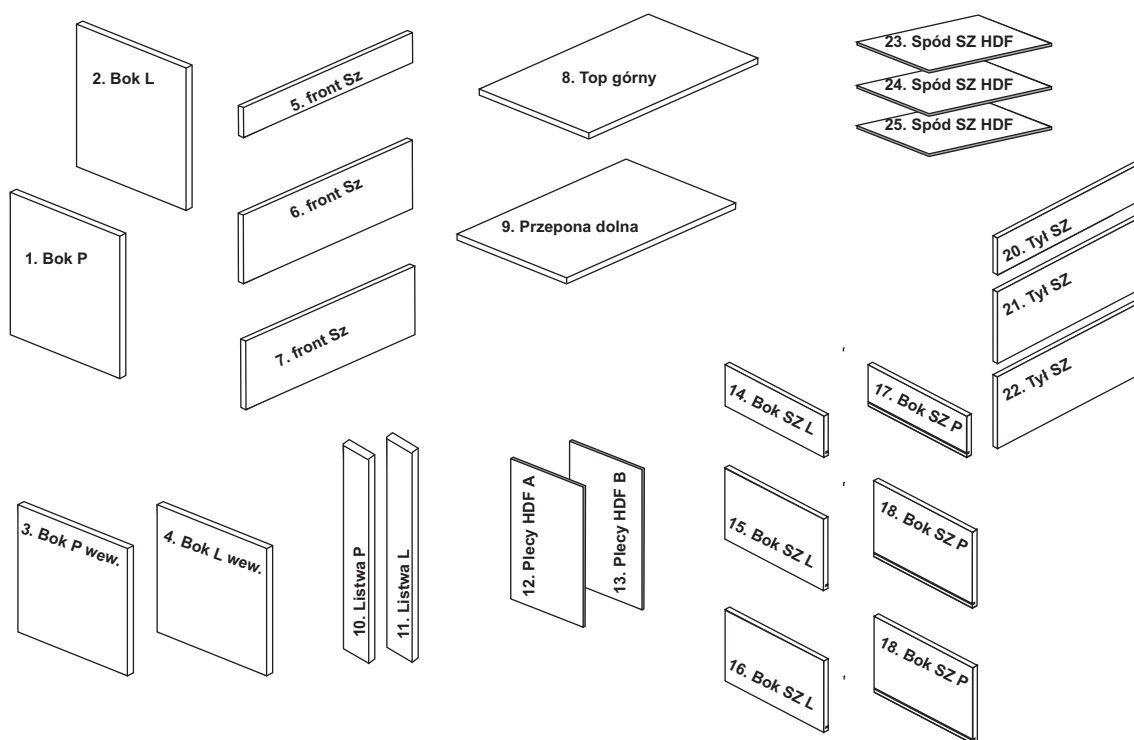 2. Bok L
1. Bok P
5. front Sz
6. front Sz
7. front Sz
8. Top górny
9. Przepona dolna
23. Spód SZ HDF
24. Spód SZ HDF
25. Spód SZ HDF
20. Tył SZ
21. Tył SZ
22. Tył SZ
3. Bok P wew.
4. Bok L wew.
10. Listwa P
11. Listwa L
12. Plecy HDF A
13. Plecy HDF B
14. Bok SZ L
17. Bok SZ P
15. Bok SZ L
18. Bok SZ P
16. Bok SZ L
18. Bok SZ P